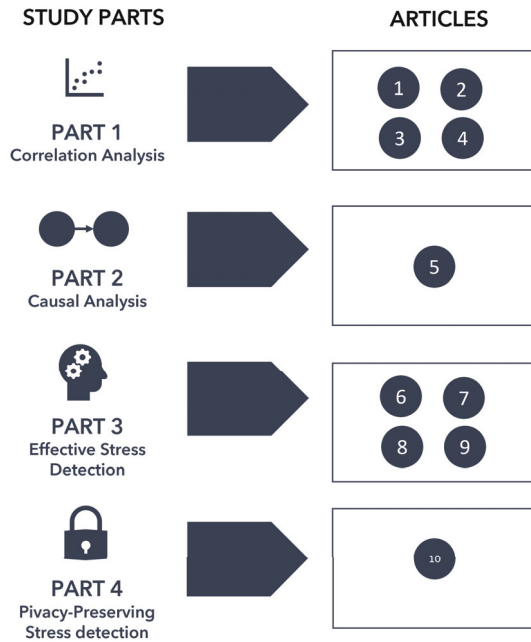 STUDY PARTS
ARTICLES
PART 1
Correlation Analysis
1 2
3 4
PART 2
Causal Analysis
5
PART 3
Effective Stress
Detection
6 7
8 9
PART 4
Pivacy-Preserving
Stress detection
10